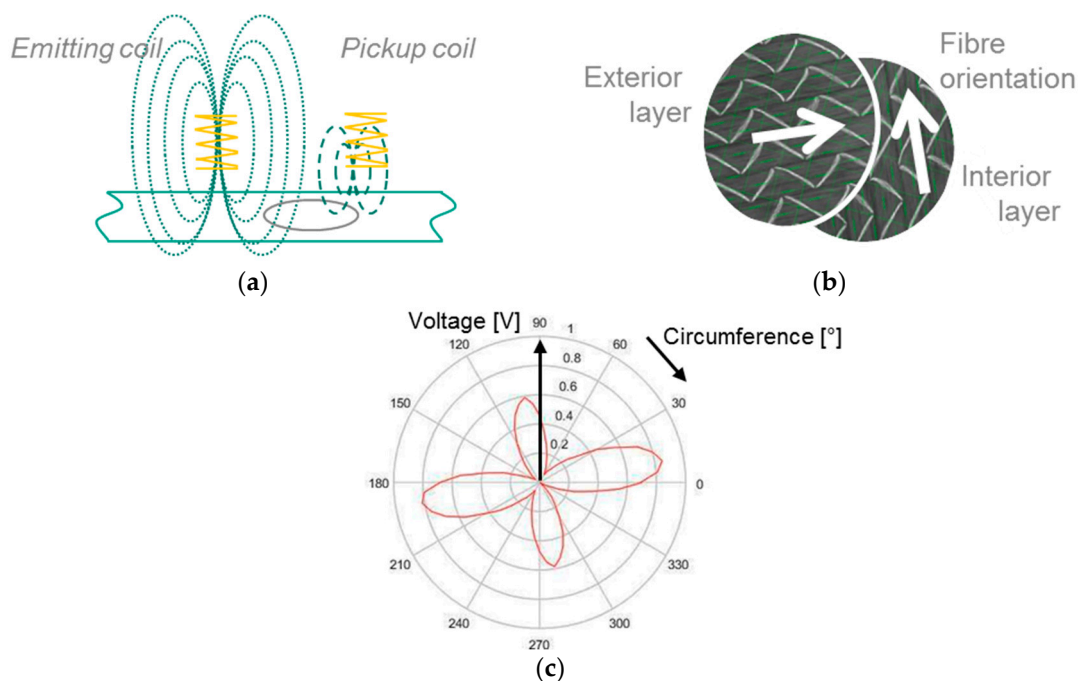 Emitting coil
Pickup coil
(a)
Exterior
layer
Fibre
orientation
Interior
layer
(b)
Voltage [V]
Circumference [°]
90
1
60
120
0.8
0.6
30
150
0.4
0.2
180
0
210
330
240
300
270
(c)